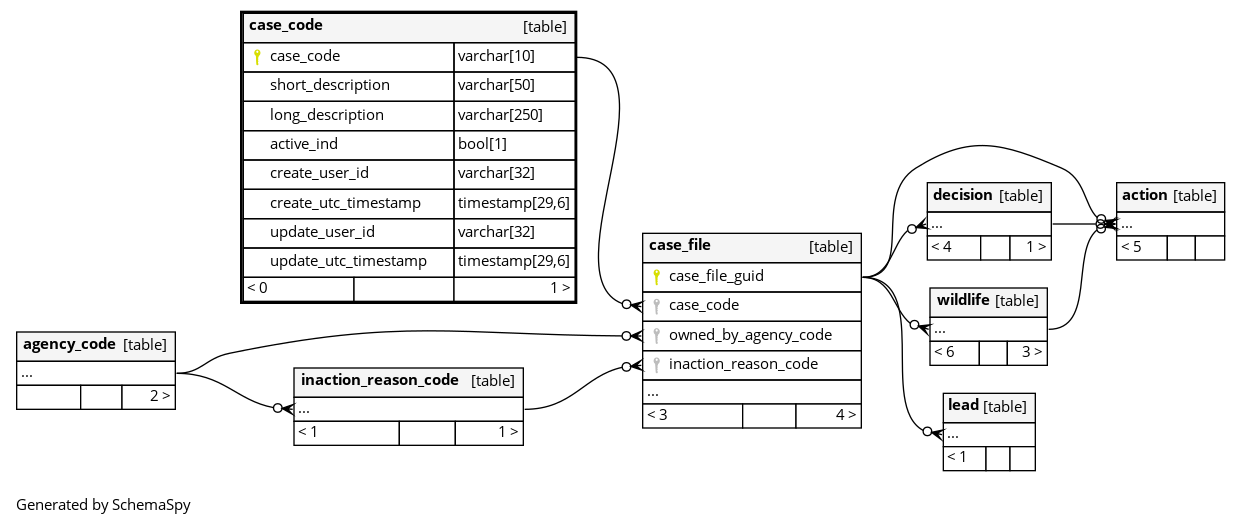 case_code [table]
case_code varchar[10]
short_description varchar[50]
long_description varchar[250]
active_ind bool[1]
create_user_id varchar[32]
create_utc_timestamp timestamp[29,6]
update_user_id varchar[32]
update_utc_timestamp timestamp[29,6]
< 0 1 >
agency_code [table]
...
2 >
inaction_reason_code [table]
...
< 1 1 >
case_file [table]
case_file_guid
case_code
owned_by_agency_code
inaction_reason_code
...
< 3 4 >
decision [table]
...
< 4 1 >
action [table]
...
< 5
wildlife [table]
...
< 6 3 >
lead [table]
...
< 1
Generated by SchemaSpy